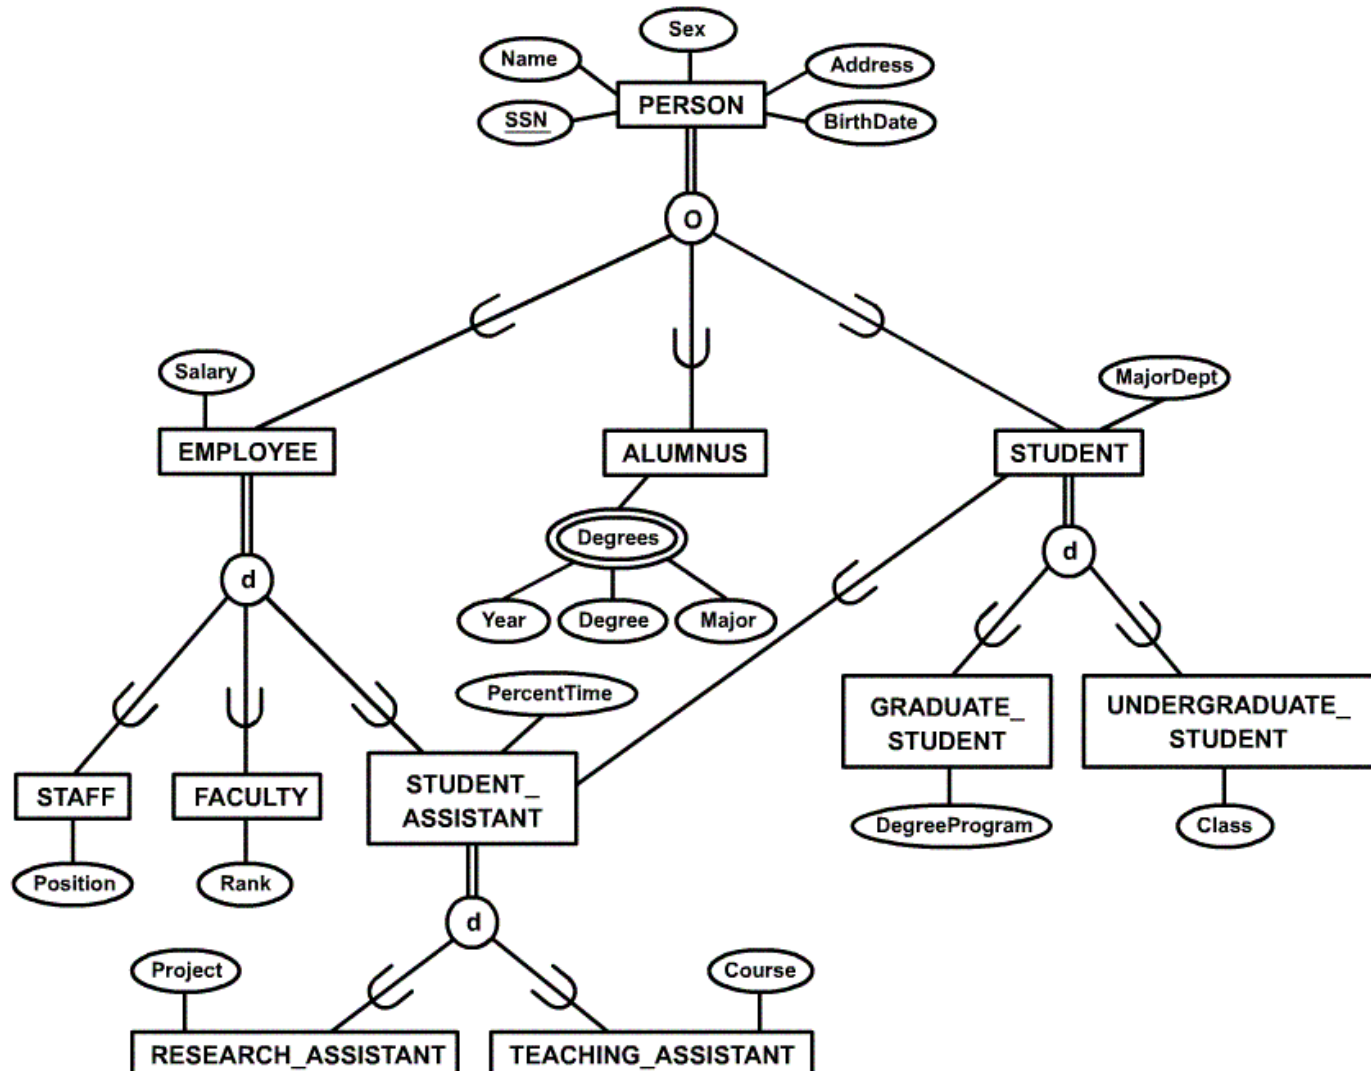 Sex
Name
Address
PERSON
SSN
BirthDate
O
Salary
MajorDept
EMPLOYEE
ALUMNUS
STUDENT
Degrees
d
d
Year
Degree
Major
PercentTime
GRADUATE_
STUDENT
UNDERGRADUATE_
STUDENT
STAFF
FACULTY
STUDENT_
ASSISTANT
DegreeProgram
Class
Position
Rank
d
Project
Course
RESEARCH_ASSISTANT
TEACHING_ASSISTANT